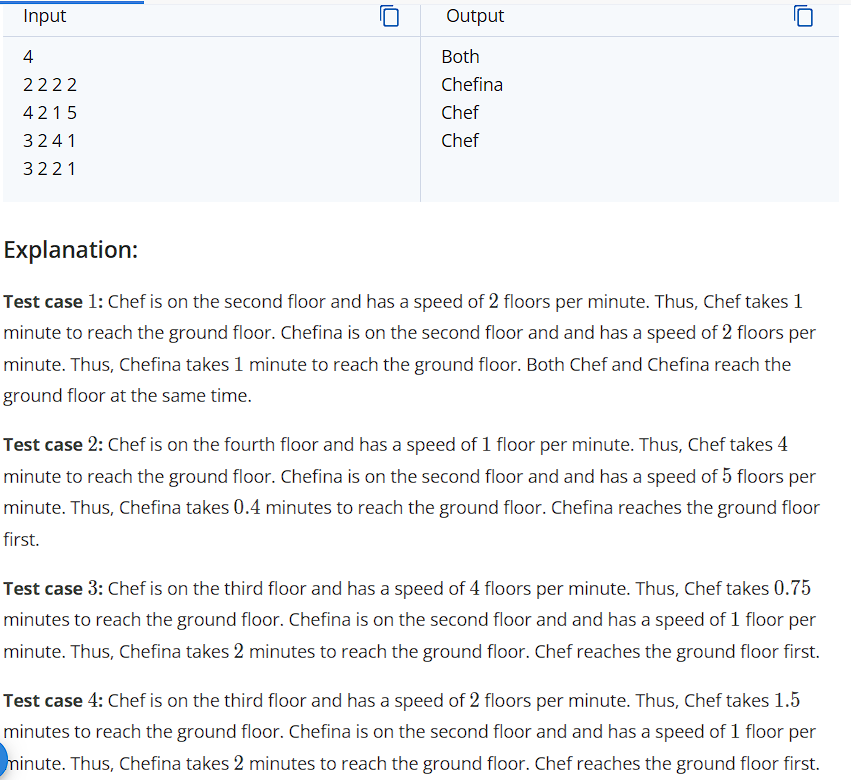 Input
Output
4
2 2 2 2
4 2 1 5
3 2 4 1
3 2 2 1
Both
Chefina
Chef
Chef
Explanation:
Test case 1: Chef is on the second floor and has a speed of 2 floors per minute. Thus, Chef takes 1
minute to reach the ground floor. Chefina is on the second floor and and has a speed of 2 floors per
minute. Thus, Chefina takes 1 minute to reach the ground floor. Both Chef and Chefina reach the
ground floor at the same time.
Test case 2: Chef is on the fourth floor and has a speed of 1 floor per minute. Thus, Chef takes 4
minute to reach the ground floor. Chefina is on the second floor and and has a speed of 5 floors per
minute. Thus, Chefina takes 0.4 minutes to reach the ground floor. Chefina reaches the ground floor
first.
Test case 3: Chef is on the third floor and has a speed of 4 floors per minute. Thus, Chef takes 0.75
minutes to reach the ground floor. Chefina is on the second floor and and has a speed of 1 floor per
minute. Thus, Chefina takes 2 minutes to reach the ground floor. Chef reaches the ground floor first.
Test case 4: Chef is on the third floor and has a speed of 2 floors per minute. Thus, Chef takes 1.5
minutes to reach the ground floor. Chefina is on the second floor and and has a speed of 1 floor per
minute. Thus, Chefina takes 2 minutes to reach the ground floor. Chef reaches the ground floor first.